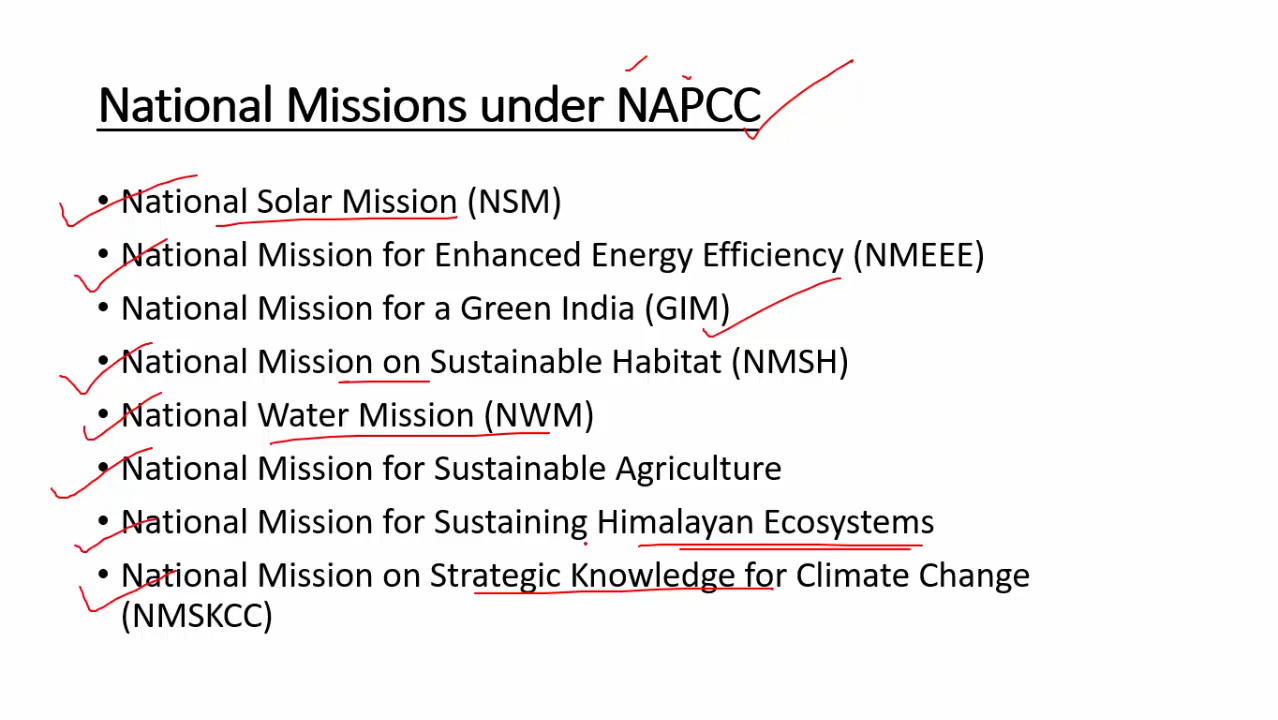 National Missions under NAPCC
• National Solar Mission (NSM)
• National Mission for Enhanced Energy Efficiency (NMEEE)
• National Mission for a Green India (GIM)
• National Mission on Sustainable Habitat (NMSH)
• National Water Mission (NWM)
• National Mission for Sustainable Agriculture
• National Mission for Sustaining Himalayan Ecosystems
• National Mission on Strategic Knowledge for Climate Change
(NMSKCC)